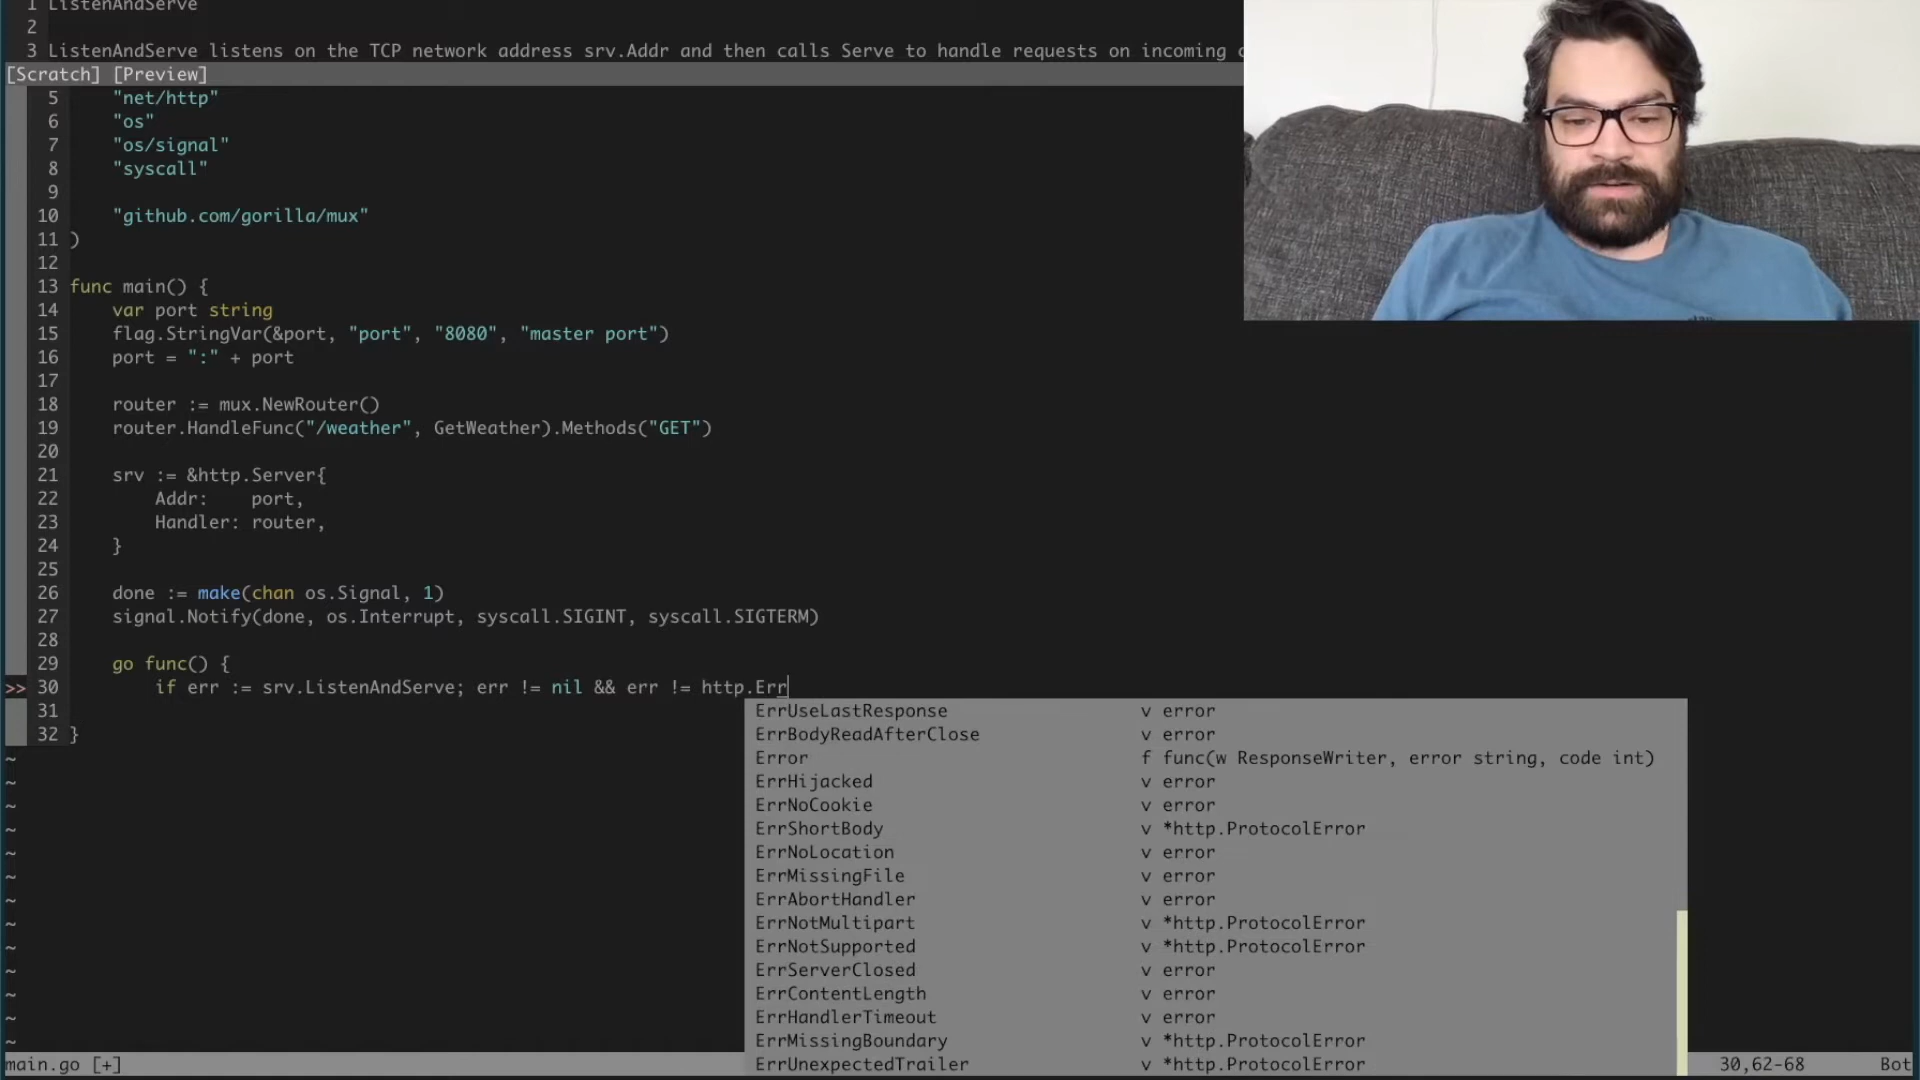 1 ListenAndServe
2
3 ListenAndServe listens on the TCP network address srv.Addr and then calls Serve to handle requests on incoming
[Scratch] [Preview]
5 "net/http"
6 "os"
7 "os/signal"
8 "syscall"
9
10 "github.com/gorilla/mux"
11 )
12
13 func main() {
14 var port string
15 flag.StringVar(&port, "port", "8080", "master port")
16 port = ":" + port
17
18 router := mux.NewRouter()
19 router.HandleFunc("/weather", GetWeather).Methods("GET")
20
21 srv := &http.Server{
22 Addr: port,
23 Handler: router,
24 }
25
26 done := make(chan os.Signal, 1)
27 signal.Notify(done, os.Interrupt, syscall.SIGINT, syscall.SIGTERM)
28
29 go func() {
>> 30 if err := srv.ListenAndServe; err != nil && err != http.Err
31 ErrUseLastResponse v error
32 } ErrBodyReadAfterClose v error
~ Error f func(w ResponseWriter, error string, code int)
~ ErrHijacked v error
~ ErrNoCookie v error
~ ErrShortBody v *http.ProtocolError
~ ErrNoLocation v error
~ ErrMissingFile v error
~ ErrAbortHandler v error
~ ErrNotMultipart v *http.ProtocolError
~ ErrNotSupported v *http.ProtocolError
~ ErrServerClosed v error
~ ErrContentLength v error
~ ErrHandlerTimeout v error
~ ErrMissingBoundary v *http.ProtocolError
main.go [+] ErrUnexpectedTrailer v *http.ProtocolError 30,62-68 Bot